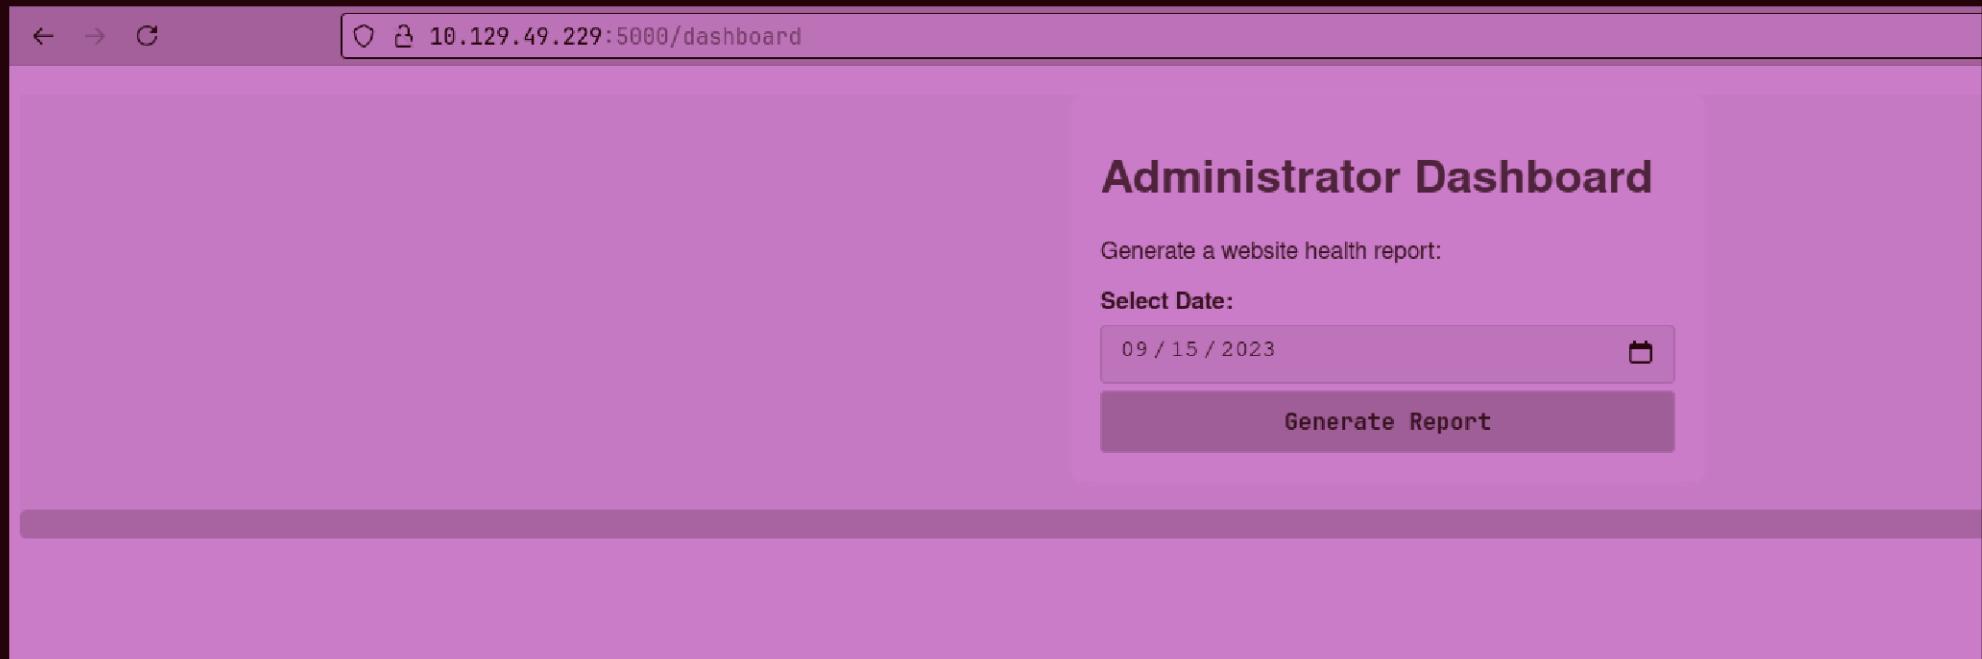 10.129.49.229:5000/dashboard
Administrator Dashboard
Generate a website health report:
Select Date:
09/15/2023
Generate Report